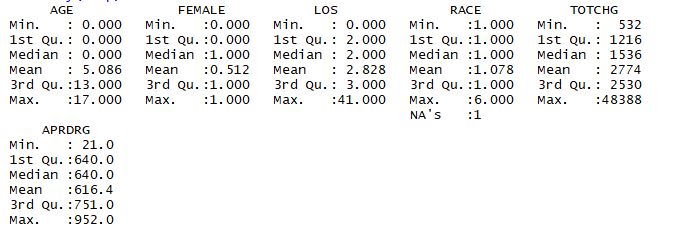 AGE FEMALE LOS RACE TOTCHG
Min. : 0.000 Min. :0.000 Min. : 0.000 Min. :1.000 Min. : 532
1st Qu.: 0.000 1st Qu.:0.000 1st Qu.: 2.000 1st Qu.:1.000 1st Qu.: 1216
Median : 0.000 Median :1.000 Median : 2.000 Median :1.000 Median : 1536
Mean : 5.086 Mean :0.512 Mean : 2.828 Mean :1.078 Mean : 2774
3rd Qu.:13.000 3rd Qu.:1.000 3rd Qu.: 3.000 3rd Qu.:1.000 3rd Qu.: 2530
Max. :17.000 Max. :1.000 Max. :41.000 Max. :6.000 Max. :48388
NA's :1
APRDRG
Min. : 21.0
1st Qu.:640.0
Median :640.0
Mean :616.4
3rd Qu.:751.0
Max. :952.0